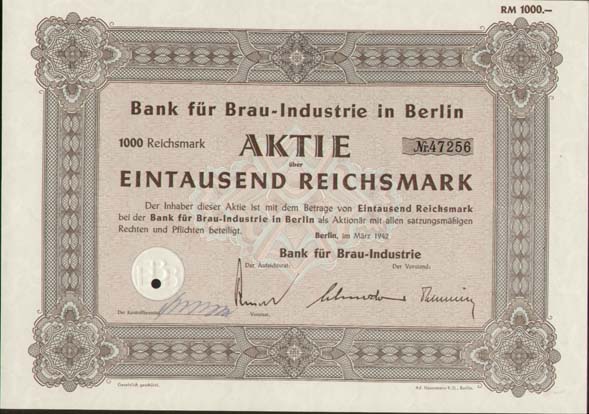 RM 1000.—
Bank für Brau-Industrie in Berlin
1000 Reichsmark AKTIE Nr. 47256
über
EINTAUSEND REICHSMARK
Der Inhaber dieser Aktie ist mit dem Betrage von Eintausend Reichsmark
bei der Bank für Brau-Industrie in Berlin als Aktionär mit allen satzungsmäßigen
Rechten und Pflichten beteiligt.
Berlin, im März 1942
Bank für Brau-Industrie
Der Aufsichtsrat: Der Vorstand:
Der Kontrollbeamte: Vorsitzer.
Gesetzlich geschützt. Berlin.